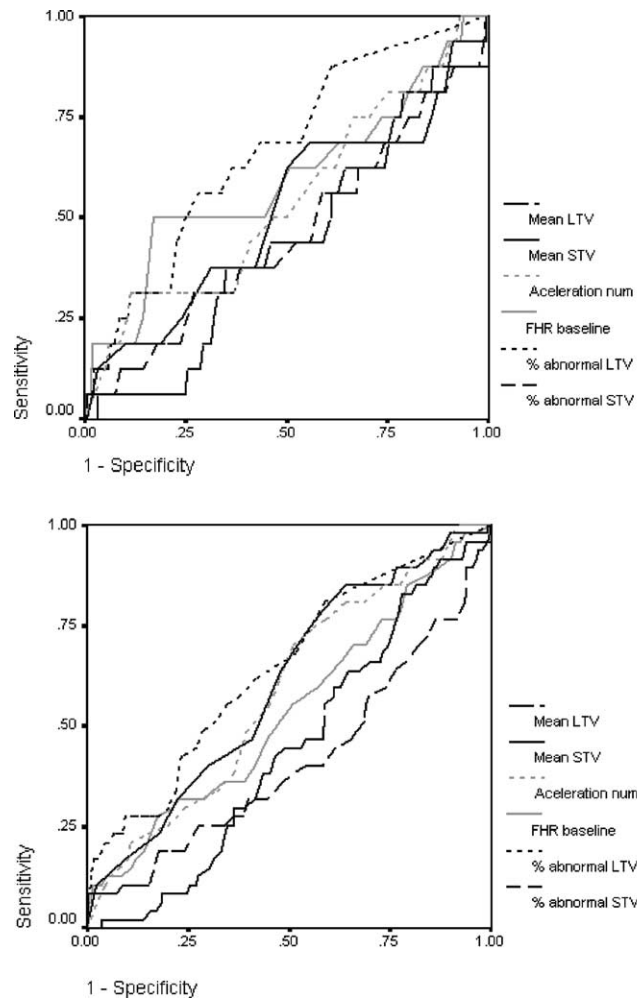 1.00
.75
.50
.25
0.00
Sensitivity
0.00
.25
.50
.75
1.00
1 - Specificity
Mean LTV
Mean STV
Aceleration num
FHR baseline
% abnormal LTV
% abnormal STV
1.00
.75
.50
.25
0.00
Sensitivity
0.00
.25
.50
.75
1.00
1 - Specificity
Mean LTV
Mean STV
Aceleration num
FHR baseline
% abnormal LTV
% abnormal STV